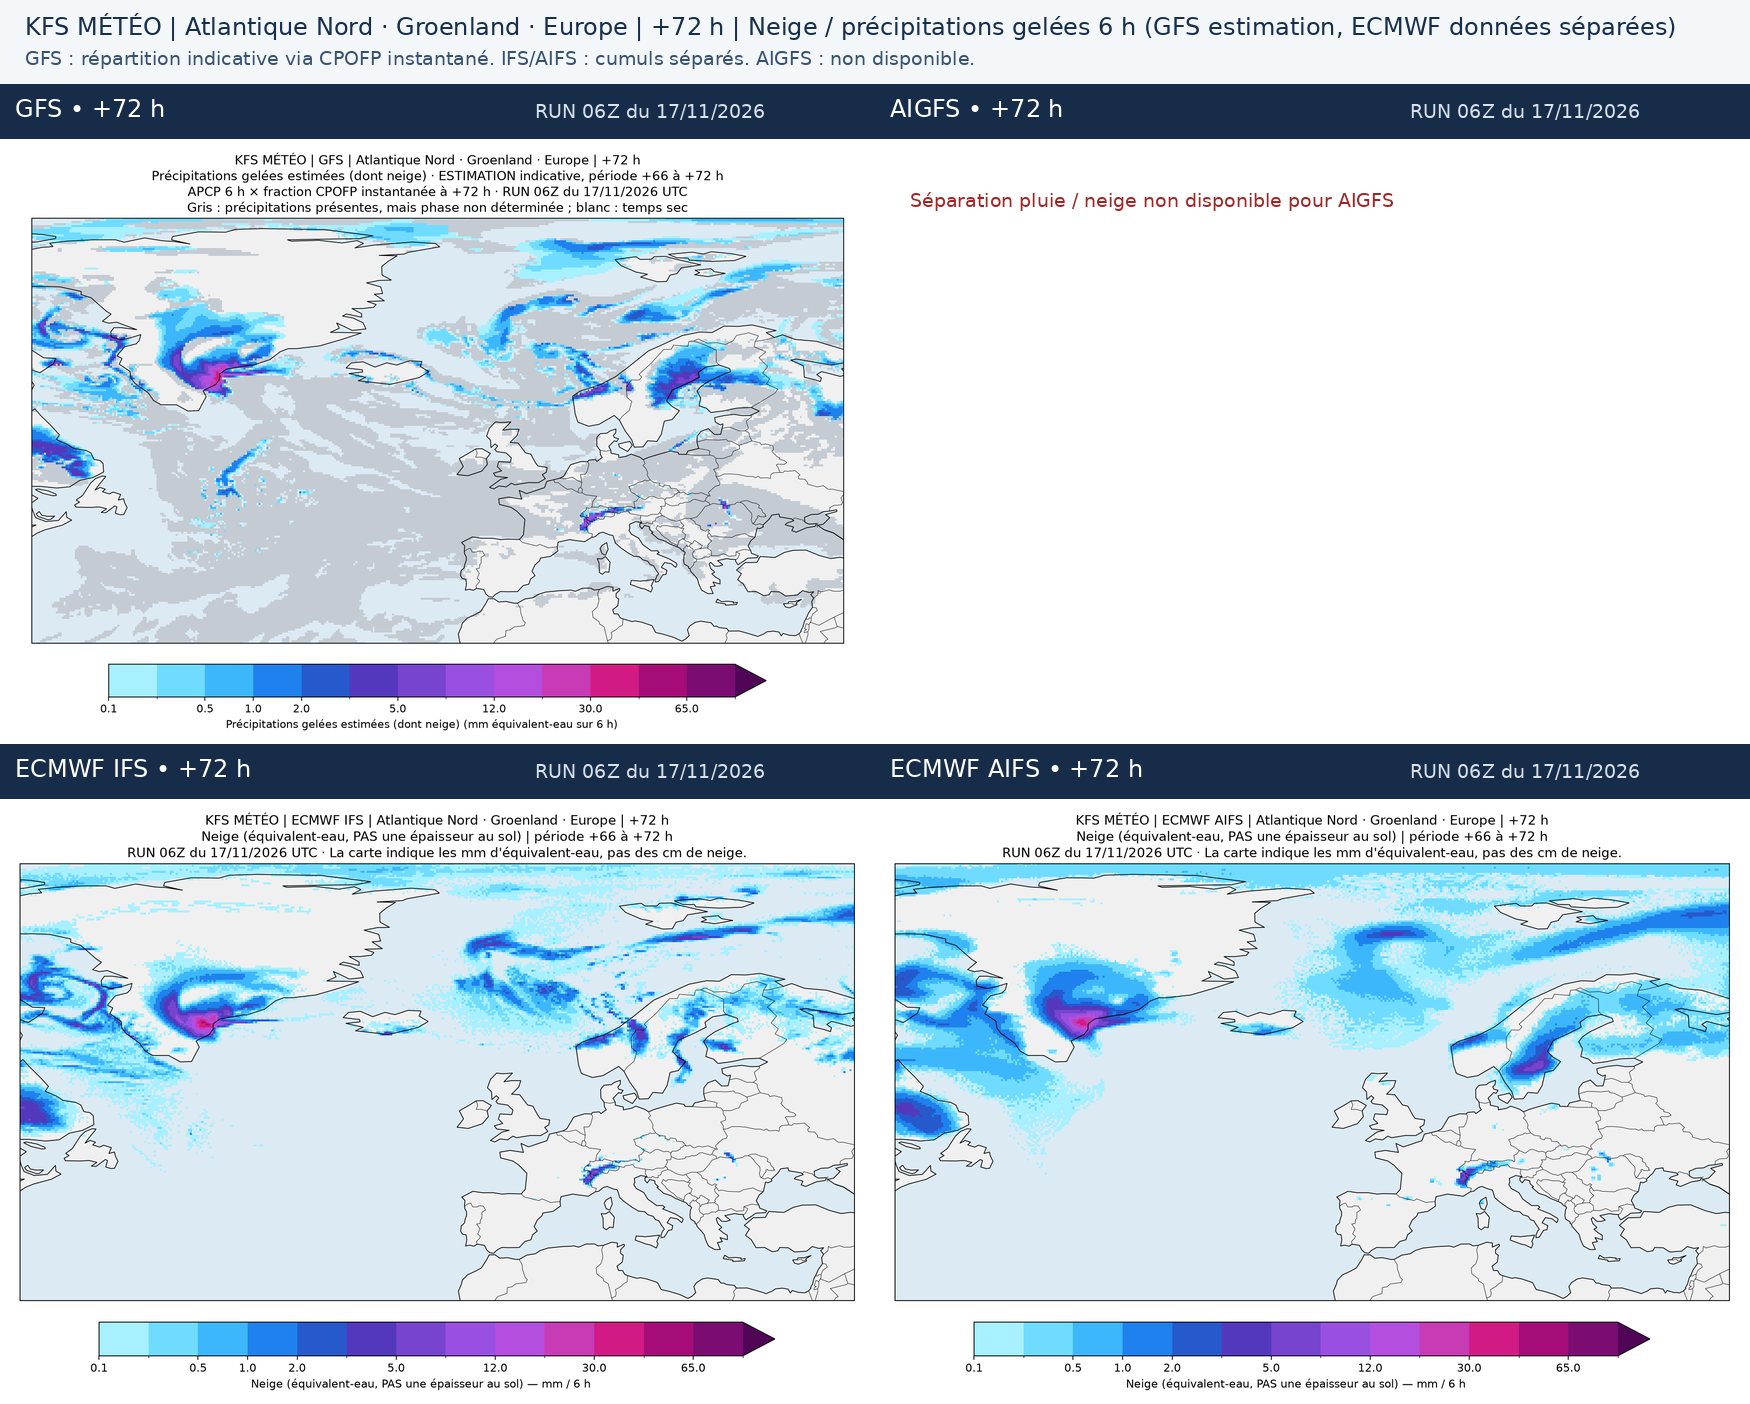 KFS MÉTÉO | Atlantique Nord · Groenland · Europe | +72 h | Neige / précipitations gelées 6 h (GFS estimation, ECMWF données séparées)
GFS : répartition indicative via CPOFP instantané. IFS/AIFS : cumuls séparés. AIGFS : non disponible.
GFS • +72 h
RUN 06Z du 17/11/2026
KFS MÉTÉO | GFS | Atlantique Nord · Groenland · Europe | +72 h
Précipitations gelées estimées (dont neige) · ESTIMATION indicative, période +66 à +72 h
APCP 6 h × fraction CPOFP instantanée à +72 h · RUN 06Z du 17/11/2026 UTC
Gris : précipitations présentes, mais phase non déterminée ; blanc : temps sec
0.1 0.5 1.0 2.0 5.0 12.0 30.0 65.0
Précipitations gelées estimées (dont neige) (mm équivalent-eau sur 6 h)
AIGFS • +72 h
RUN 06Z du 17/11/2026
Séparation pluie / neige non disponible pour AIGFS
ECMWF IFS • +72 h
RUN 06Z du 17/11/2026
KFS MÉTÉO | ECMWF IFS | Atlantique Nord · Groenland · Europe | +72 h
Neige (équivalent-eau, PAS une épaisseur au sol) | période +66 à +72 h
RUN 06Z du 17/11/2026 UTC · La carte indique les mm d'équivalent-eau, pas des cm de neige.
0.1 0.5 1.0 2.0 5.0 12.0 30.0 65.0
Neige (équivalent-eau, PAS une épaisseur au sol) — mm / 6 h
ECMWF AIFS • +72 h
RUN 06Z du 17/11/2026
KFS MÉTÉO | ECMWF AIFS | Atlantique Nord · Groenland · Europe | +72 h
Neige (équivalent-eau, PAS une épaisseur au sol) | période +66 à +72 h
RUN 06Z du 17/11/2026 UTC · La carte indique les mm d'équivalent-eau, pas des cm de neige.
0.1 0.5 1.0 2.0 5.0 12.0 30.0 65.0
Neige (équivalent-eau, PAS une épaisseur au sol) — mm / 6 h